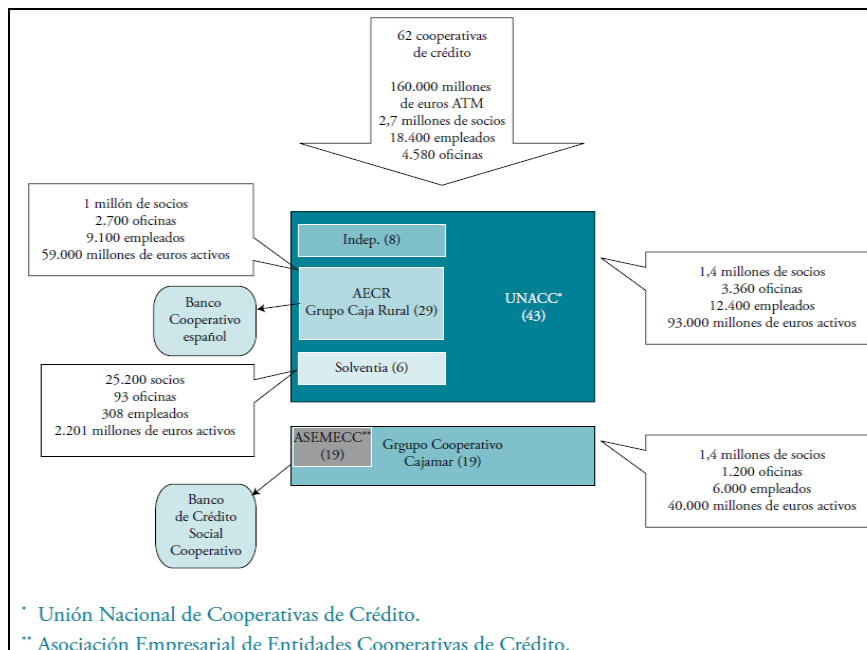 62 cooperativas
de crédito
160.000 millones
de euros ATM
2,7 millones de socios
18.400 empleados
4.580 oficinas
1 millón de socios
2.700 oficinas
9.100 empleados
59.000 millones de euros activos
Indep. (8)
AECR
Grupo Caja Rural (29)
UNACC*
(43)
1,4 millones de socios
3.360 oficinas
12.400 empleados
93.000 millones de euros activos
Banco
Cooperativo
español
Solventia (6)
25.200 socios
93 oficinas
308 empleados
2.201 millones de euros activos
ASEMECC**
(19)
Grgupo Cooperativo
Cajamar (19)
1,4 millones de socios
1.200 oficinas
6.000 empleados
40.000 millones de euros activos
Banco
de Crédito
Social
Cooperativo
* Unión Nacional de Cooperativas de Crédito.
** Asociación Empresarial de Entidades Cooperativas de Crédito.